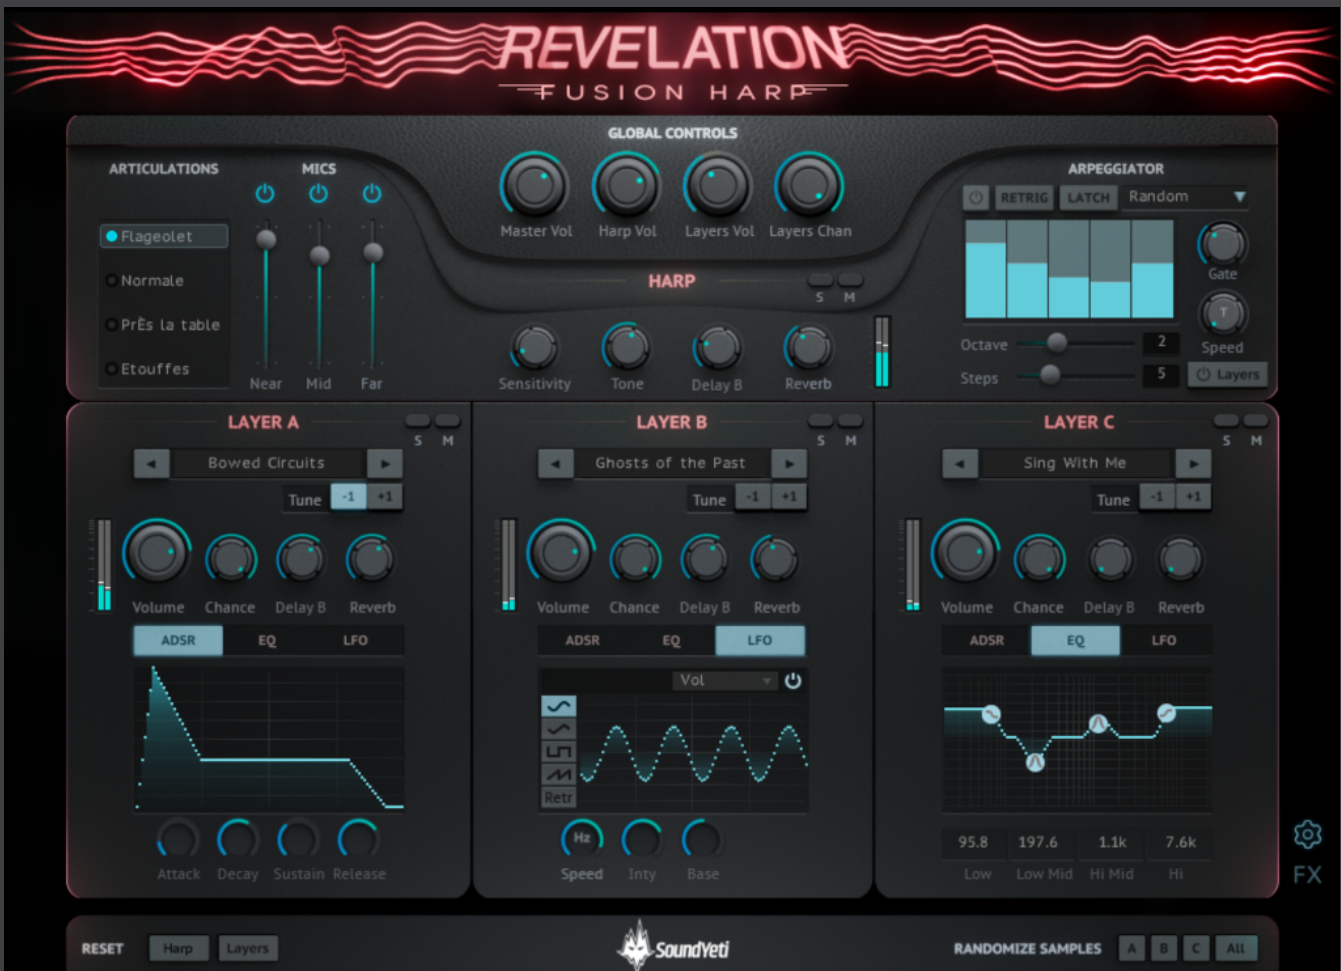 REVELATION
FUSION HARP
GLOBAL CONTROLS
ARTICULATIONS
MICS
Flageolet
Normale
PrÈs la table
Etouffes
Near Mid Far
Master Vol Harp Vol Layers Vol Layers Chan
HARP
S M
Sensitivity Tone Delay B Reverb
ARPEGGIATOR
RETRIG LATCH Random
Gate
T
Speed
Octave 2
Steps 5
Layers
LAYER A
S M
Bowed Circuits
Tune -1 +1
Volume Chance Delay B Reverb
ADSR EQ LFO
Attack Decay Sustain Release
LAYER B
S M
Ghosts of the Past
Tune -1 +1
Volume Chance Delay B Reverb
ADSR EQ LFO
Vol
Retr
Hz
Speed Inty Base
LAYER C
S M
Sing With Me
Tune -1 +1
Volume Chance Delay B Reverb
ADSR EQ LFO
95.8 197.6 1.1k 7.6k
Low Low Mid Hi Mid Hi
FX
RESET Harp Layers
SoundYeti
RANDOMIZE SAMPLES A B C All